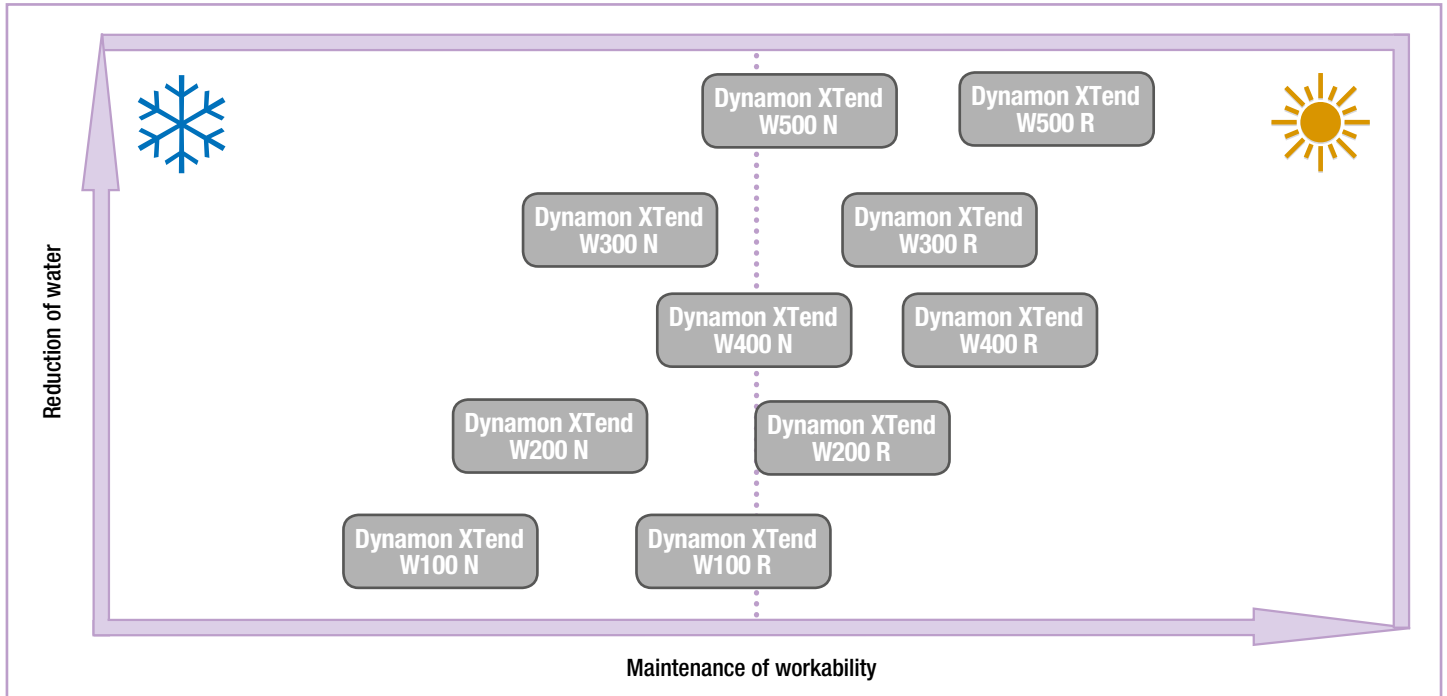 Dynamon XTend
W500 N
Dynamon XTend
W500 R
Dynamon XTend
W300 N
Dynamon XTend
W300 R
Dynamon XTend
W400 N
Dynamon XTend
W400 R
Dynamon XTend
W200 N
Dynamon XTend
W200 R
Dynamon XTend
W100 N
Dynamon XTend
W100 R
Reduction of water
Maintenance of workability